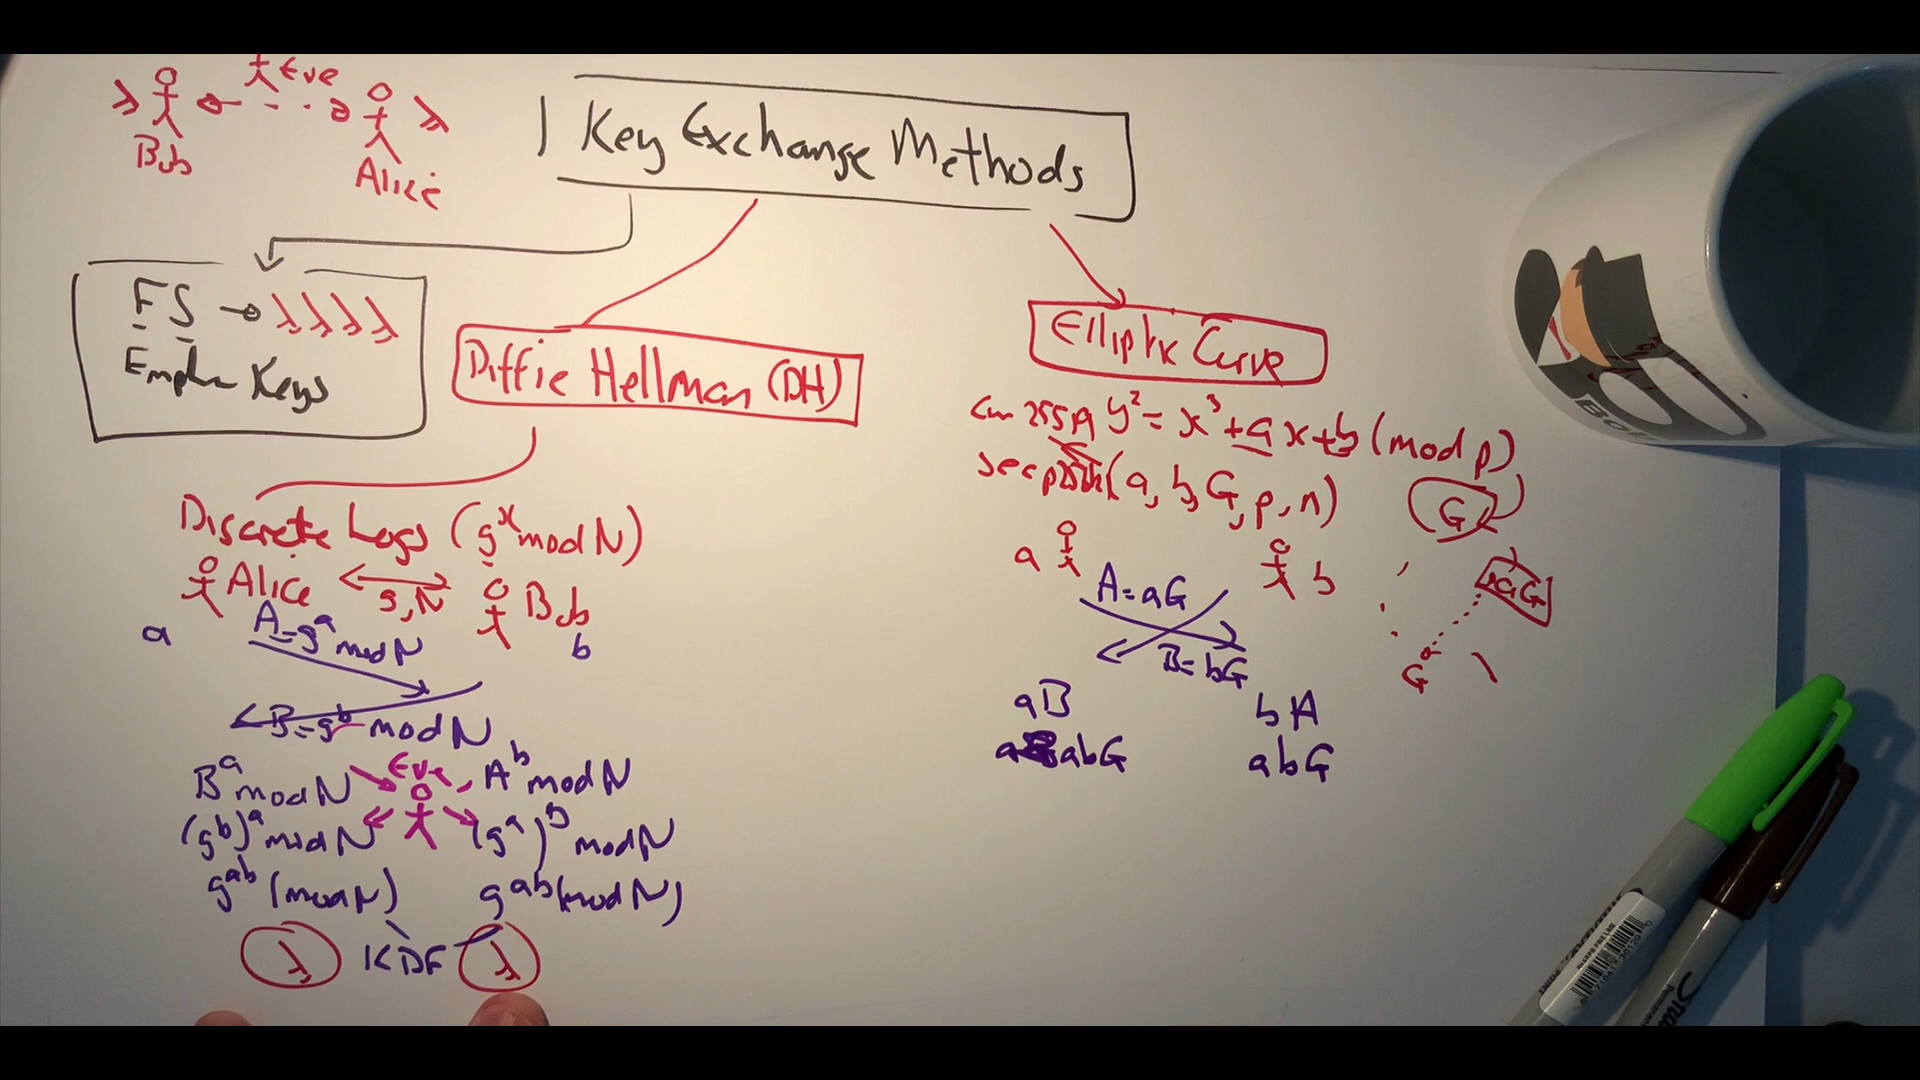 Eve
Bob
Alice
1 Key Exchange Methods
FS →
Keys
Diffie Hellman (DH)
Discrete Logs (g^x mod N)
Alice
g, N
Bob
a
A=g^a mod N
b
B=g^b mod N
B^a mod N
Eve
A^b mod N
(g^b)^a mod N
(g^a)^b mod N
g^ab (mod N)
g^ab (mod N)
KDF
Elliptic Curve
y²= x³+ax+b (mod p)
(a, b, G, p, n)
G
a
b
A=aG
B=bG
aG
G
aB
bA
abG
abG